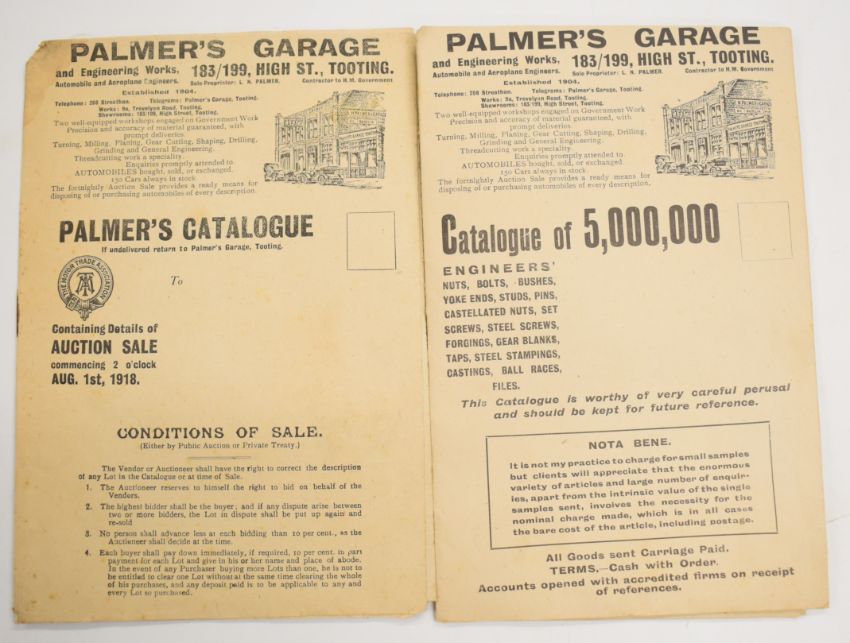 PALMER'S GARAGE
and Engineering Works. 183/199, HIGH ST., TOOTING.
Automobile and Aeroplane Engineers. Sole Proprietor: L. N. PALMER. Contractor to H.M. Government
Established 1904.
Telephone: 208 Streatham. Telegrams: Palmer's Garage, Tooting.
Works: 9a, Trevelyan Road, Tooting.
Showrooms: 183/199, High Street, Tooting.
Two well equipped workshops engaged on Government Work
Precision and accuracy of material guaranteed, with
prompt deliveries.
Turning, Milling, Planing, Gear Cutting, Shaping, Drilling,
Grinding and General Engineering.
Threadcutting work a speciality.
Enquiries promptly attended to.
AUTOMOBILES bought, sold, or exchanged.
150 Cars always in stock
The fortnightly Auction Sale provides a ready means for
disposing of or purchasing automobiles of every description.
PALMER'S CATALOGUE
If undelivered return to Palmer's Garage, Tooting.
THE MOTOR TRADE ASSOCIATION
To
Containing Details of
AUCTION SALE
commencing 2 o'clock
AUG. 1st, 1918.
CONDITIONS OF SALE.
(Either by Public Auction or Private Treaty.)
The Vendor or Auctioneer shall have the right to correct the description
of any Lot in the Catalogue or at time of Sale.
1. The Auctioneer reserves to himself the right to bid on behalf of the
Vendors.
2. The highest bidder shall be the buyer; and if any dispute arise between
two or more bidders, the Lot in dispute shall be put up again and
re-sold
3. No person shall advance less at each bidding than 10 per cent., as the
Auctioneer shall decide at the time.
4. Each buyer shall pay down immediately, if required, 10 per cent. in part
payment for each Lot and give in his or her name and place of abode.
In the event of any Purchaser buying more Lots than one, he is not to
be entitled to clear one Lot without at the same time clearing the whole
of his purchases, and any deposit paid is to be applicable to any and
every Lot so purchased.
PALMER'S GARAGE
and Engineering Works. 183/199, HIGH ST., TOOTING.
Automobile and Aeroplane Engineers. Sole Proprietor: L. N. PALMER. Contractor to H.M. Government
Established 1904.
Telephone: 208 Streatham. Telegrams: Palmer's Garage, Tooting.
Works: 9a, Trevelyan Road, Tooting.
Showrooms: 183/199, High Street, Tooting.
Two well equipped workshops engaged on Government Work
Precision and accuracy of material guaranteed, with
prompt deliveries.
Turning, Milling, Planing, Gear Cutting, Shaping, Drilling,
Grinding and General Engineering.
Threadcutting work a speciality.
Enquiries promptly attended to.
AUTOMOBILES bought, sold, or exchanged.
150 Cars always in stock
The fortnightly Auction Sale provides a ready means for
disposing of or purchasing automobiles of every description.
Catalogue of 5,000,000
ENGINEERS'
NUTS, BOLTS, BUSHES,
YOKE ENDS, STUDS, PINS,
CASTELLATED NUTS, SET
SCREWS, STEEL SCREWS,
FORGINGS, GEAR BLANKS,
TAPS, STEEL STAMPINGS,
CASTINGS, BALL RACES,
FILES.
This Catalogue is worthy of very careful perusal
and should be kept for future reference.
NOTA BENE.
It is not my practice to charge for small samples
but clients will appreciate that the enormous
variety of articles and large number of enquir-
ies, apart from the intrinsic value of the single
samples sent, involves the necessity for the
nominal charge made, which is in all cases
the bare cost of the article, including postage.
All Goods sent Carriage Paid.
TERMS.—Cash with Order.
Accounts opened with accredited firms on receipt
of references.